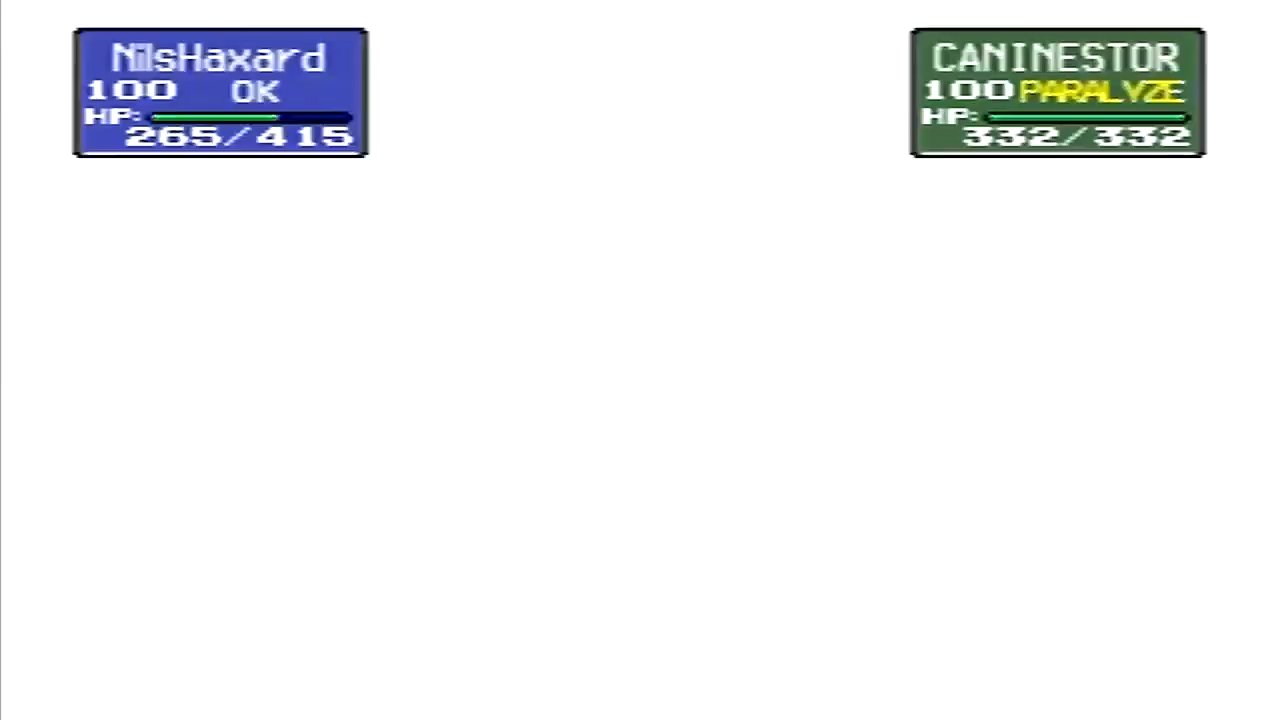 NilsHaxard
100 OK
HP:
265/415
CANINESTOR
100 PARALYZE
HP:
332/332